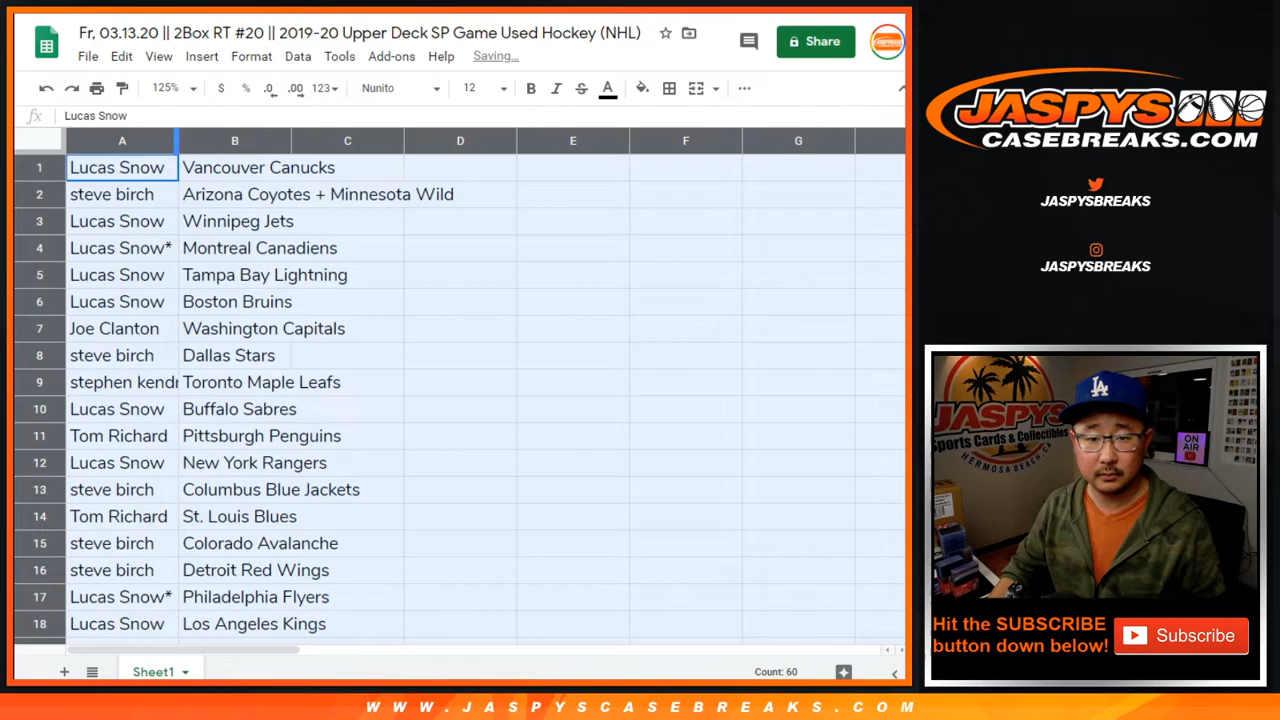 Fr, 03.13.20 || 2Box RT #20 || 2019-20 Upper Deck SP Game Used Hockey (NHL)
File Edit View Insert Format Data Tools Add-ons Help Saving...
Share
125% $ % .0 .00 123 Nunito 12 B I S A
fx Lucas Snow
A B C D E F G
1 Lucas Snow Vancouver Canucks
2 steve birch Arizona Coyotes + Minnesota Wild
3 Lucas Snow Winnipeg Jets
4 Lucas Snow* Montreal Canadiens
5 Lucas Snow Tampa Bay Lightning
6 Lucas Snow Boston Bruins
7 Joe Clanton Washington Capitals
8 steve birch Dallas Stars
9 stephen kendr Toronto Maple Leafs
10 Lucas Snow Buffalo Sabres
11 Tom Richard Pittsburgh Penguins
12 Lucas Snow New York Rangers
13 steve birch Columbus Blue Jackets
14 Tom Richard St. Louis Blues
15 steve birch Colorado Avalanche
16 steve birch Detroit Red Wings
17 Lucas Snow* Philadelphia Flyers
18 Lucas Snow Los Angeles Kings
Sheet1
Count: 60
JASPYS
CASEBREAKS.COM
JASPYSBREAKS
JASPYSBREAKS
JASPYS
Sports Cards & Collectibles
HERMOSA BEACH, CA
LA
ON
AIR
Hit the SUBSCRIBE
button down below!
Subscribe
WWW.JASPYSCASEBREAKS.COM